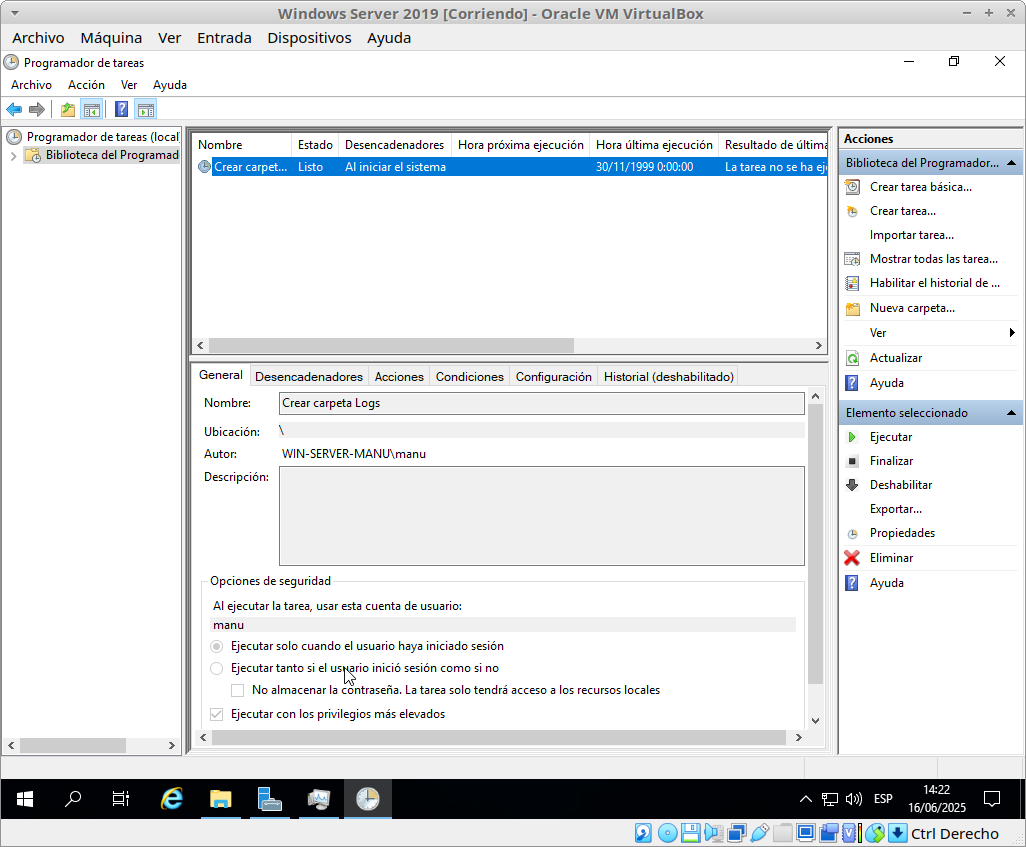 Windows Server 2019 [Corriendo] - Oracle VM VirtualBox
Archivo Máquina Ver Entrada Dispositivos Ayuda
Programador de tareas
Archivo Acción Ver Ayuda
Programador de tareas (local
Biblioteca del Programad
Nombre Estado Desencadenadores Hora próxima ejecución Hora última ejecución Resultado de última
Crear carpet... Listo Al iniciar el sistema 30/11/1999 0:00:00 La tarea no se ha eje
General Desencadenadores Acciones Condiciones Configuración Historial (deshabilitado)
Nombre: Crear carpeta Logs
Ubicación: \
Autor: WIN-SERVER-MANU\manu
Descripción:
Opciones de seguridad
Al ejecutar la tarea, usar esta cuenta de usuario:
manu
Ejecutar solo cuando el usuario haya iniciado sesión
Ejecutar tanto si el usuario inició sesión como si no
No almacenar la contraseña. La tarea solo tendrá acceso a los recursos locales
Ejecutar con los privilegios más elevados
Acciones
Biblioteca del Programador...
Crear tarea básica...
Crear tarea...
Importar tarea...
Mostrar todas las tarea...
Habilitar el historial de ...
Nueva carpeta...
Ver
Actualizar
Ayuda
Elemento seleccionado
Ejecutar
Finalizar
Deshabilitar
Exportar...
Propiedades
Eliminar
Ayuda
ESP
14:22
16/06/2025
Ctrl Derecho